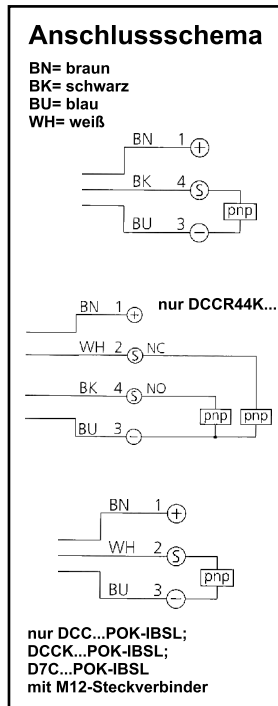 Anschlussschema
BN= braun
BK= schwarz
BU= blau
WH= weiß
BN 1 +
BK 4 S
pnp
BU 3 −
nur DCCR44K...
BN 1 +
WH 2 S NC
BK 4 S NO
pnp pnp
BU 3 −
BN 1 +
WH 2 S
pnp
BU 3 −
nur DCC...POK-IBSL;
DCCK...POK-IBSL;
D7C...POK-IBSL
mit M12-Steckverbinder